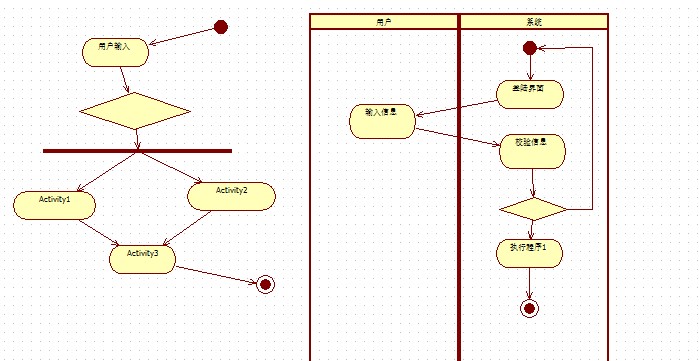 用户输入
Activity1
Activity2
Activity3
用户
系统
登陆界面
输入信息
校验信息
执行程序1